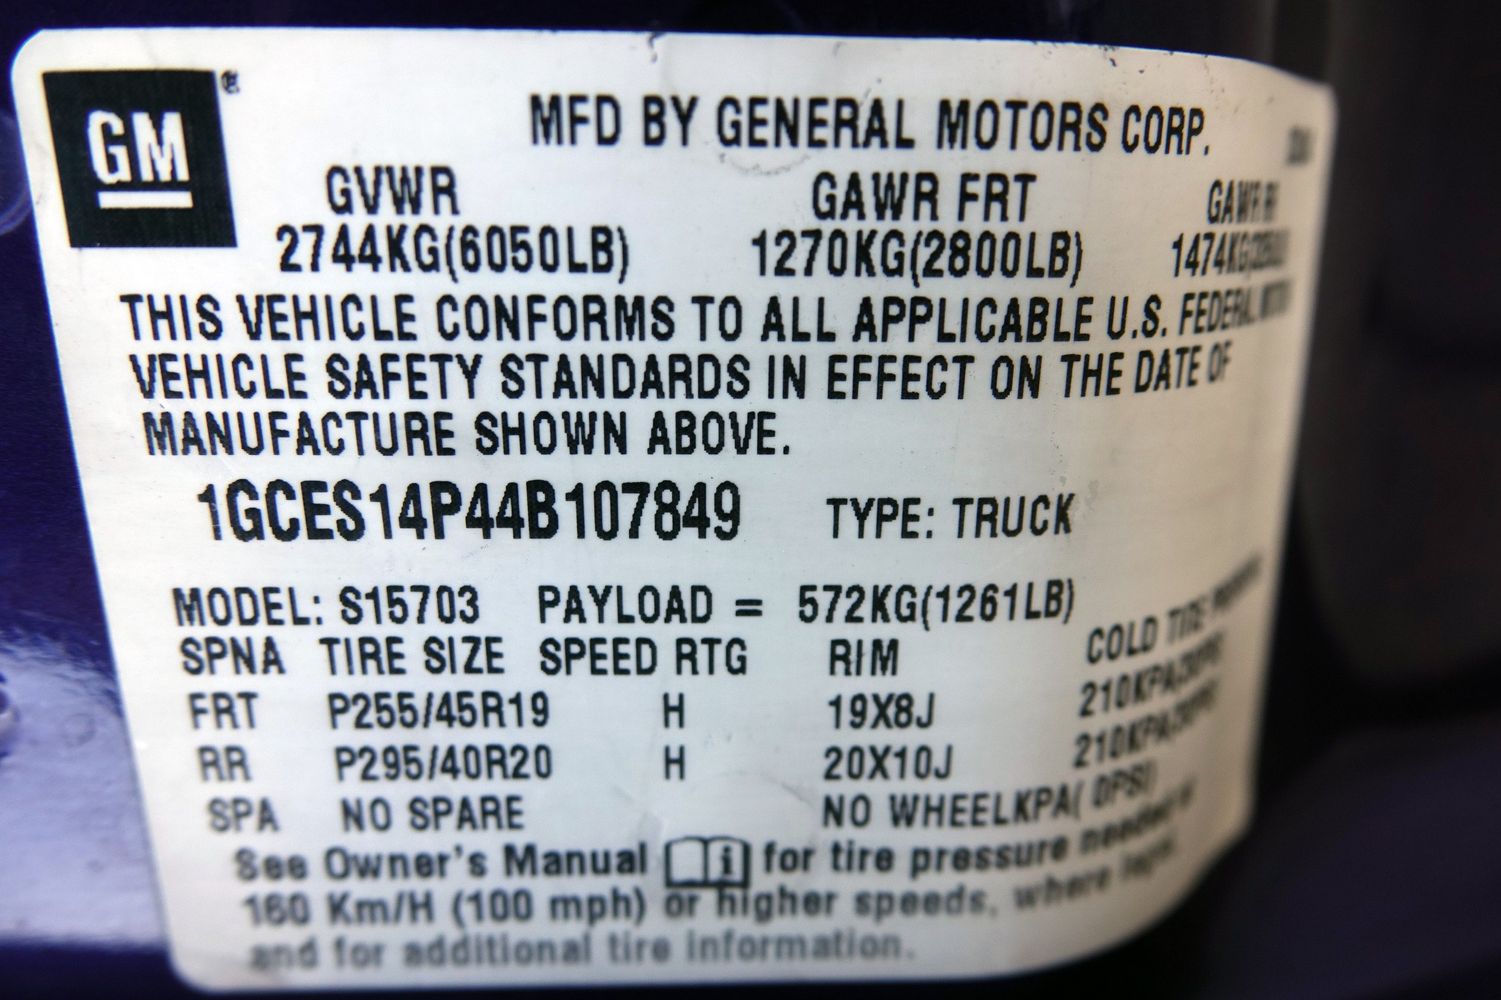 GM ®
MFD BY GENERAL MOTORS CORP.
GVWR GAWR FRT GAWR
2744KG(6050LB) 1270KG(2800LB) 1474KG
THIS VEHICLE CONFORMS TO ALL APPLICABLE U.S. FEDERAL MOTOR
VEHICLE SAFETY STANDARDS IN EFFECT ON THE DATE OF
MANUFACTURE SHOWN ABOVE.
1GCES14P44B107849 TYPE: TRUCK
MODEL: S15703 PAYLOAD = 572KG(1261LB)
SPNA TIRE SIZE SPEED RTG RIM COLD TIRE
FRT P255/45R19 H 19X8J 210KPA
RR P295/40R20 H 20X10J 210KPA
SPA NO SPARE NO WHEELKPA( 0PSI)
See Owner's Manual i for tire pressure needed
160 Km/H (100 mph) or higher speeds, where
and for additional tire information.